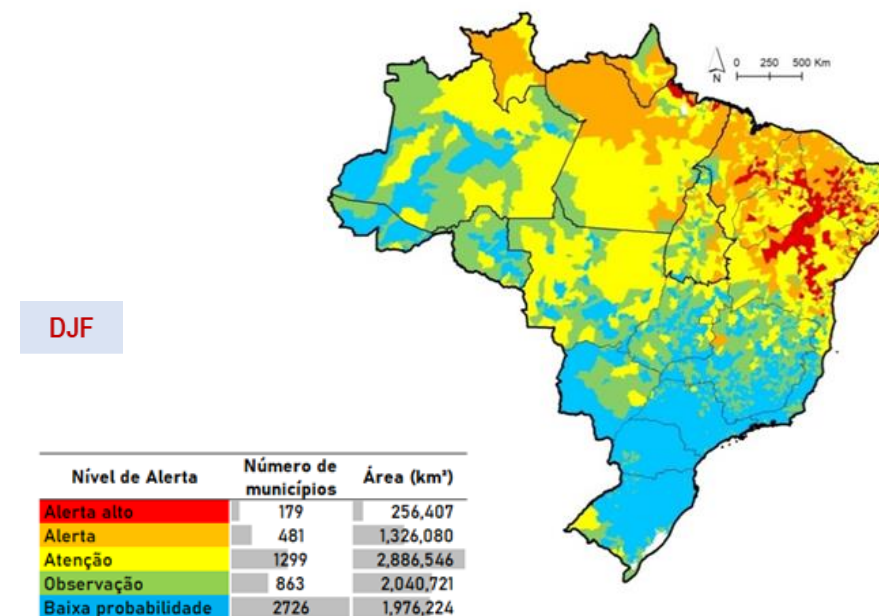 0 250 500 Km
N
DJF
Nível de Alerta Número de municípios Área (km²)
Alerta alto 179 256,407
Alerta 481 1,326,080
Atenção 1299 2,886,546
Observação 863 2,040,721
Baixa probabilidade 2726 1,976,224